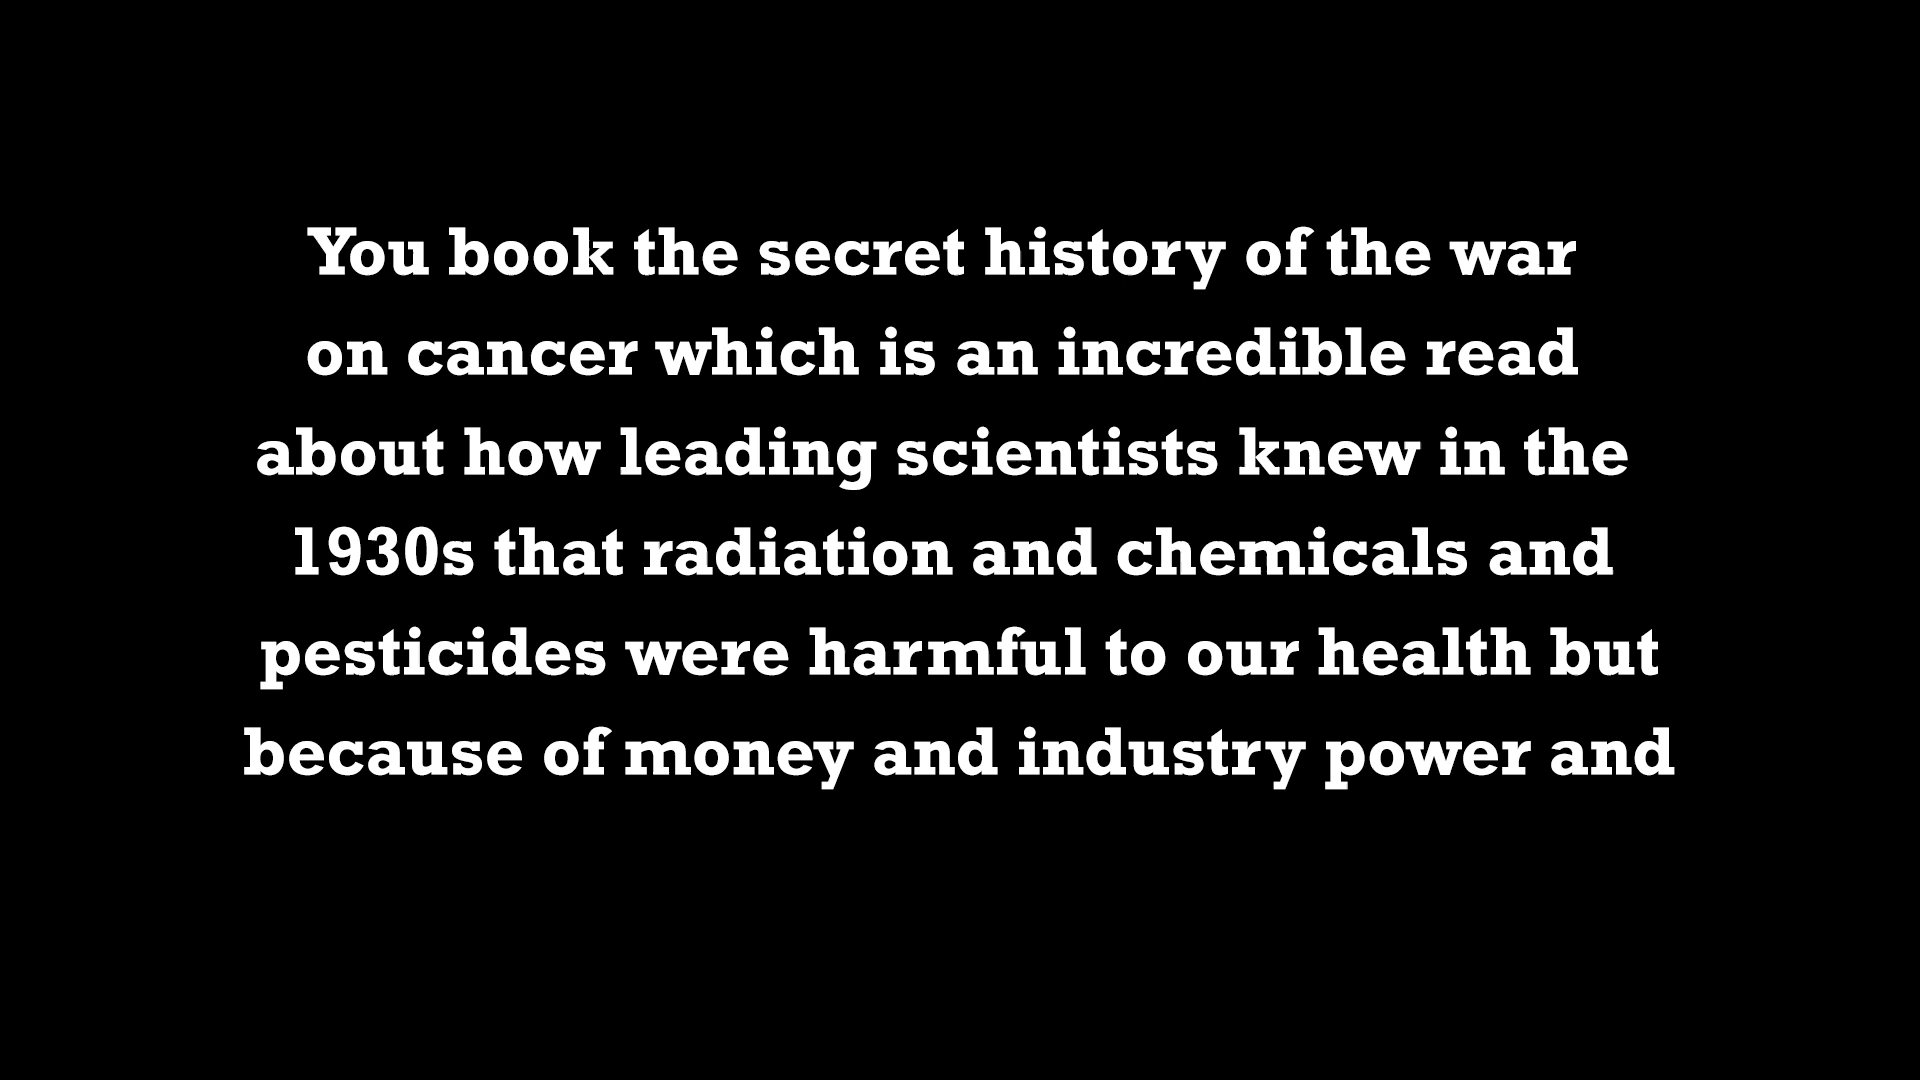 You book the secret history of the war
on cancer which is an incredible read
about how leading scientists knew in the
1930s that radiation and chemicals and
pesticides were harmful to our health but
because of money and industry power and